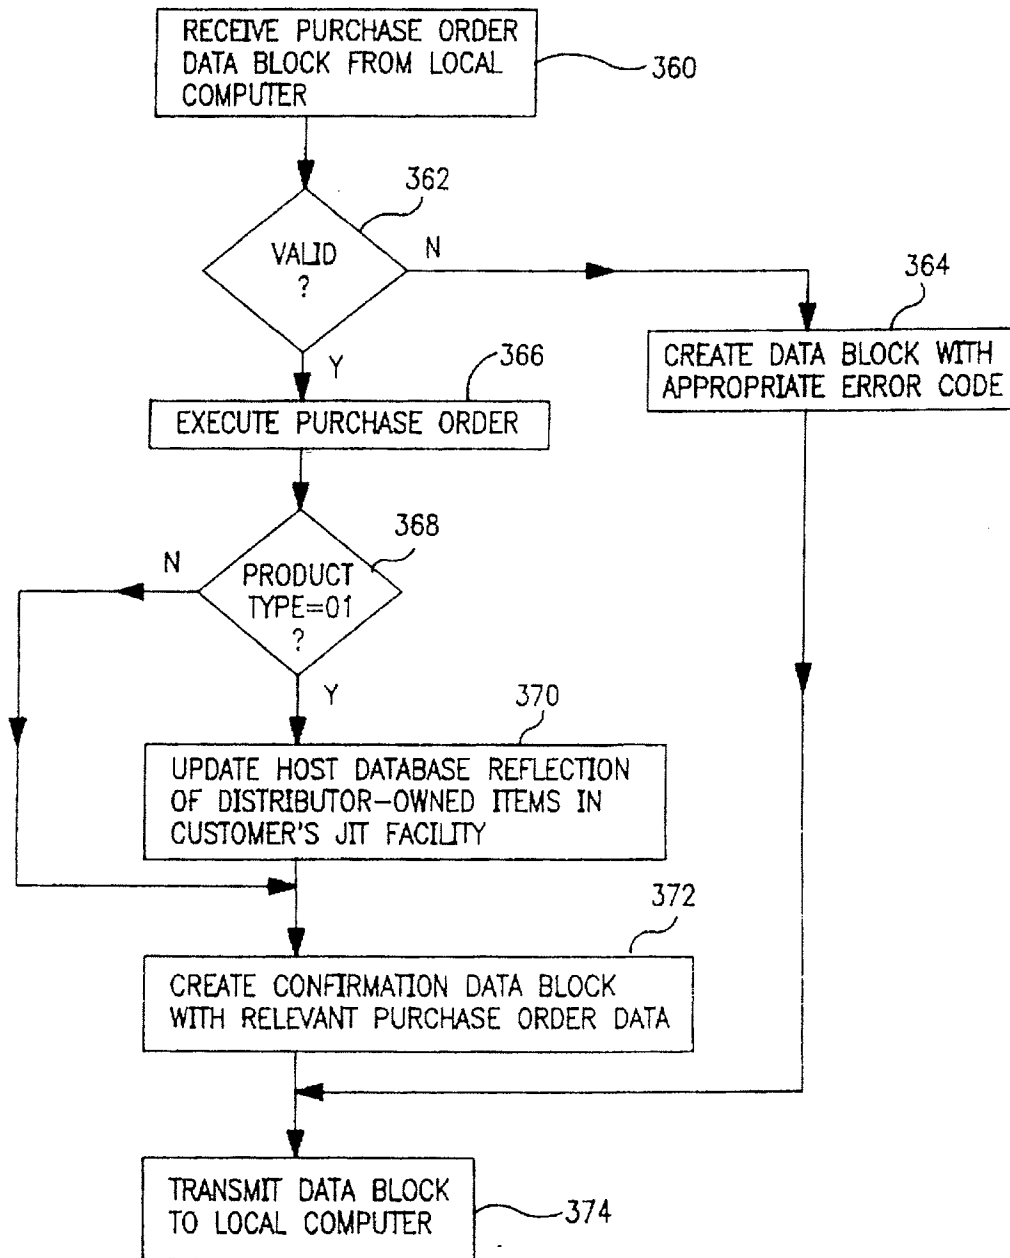 RECEIVE PURCHASE ORDER
DATA BLOCK FROM LOCAL
COMPUTER
360
362
VALID
?
N
Y
364
CREATE DATA BLOCK WITH
APPROPRIATE ERROR CODE
366
EXECUTE PURCHASE ORDER
368
PRODUCT
TYPE=01
?
N
Y
370
UPDATE HOST DATABASE REFLECTION
OF DISTRIBUTOR-OWNED ITEMS IN
CUSTOMER'S JIT FACILITY
372
CREATE CONFIRMATION DATA BLOCK
WITH RELEVANT PURCHASE ORDER DATA
TRANSMIT DATA BLOCK
TO LOCAL COMPUTER
374